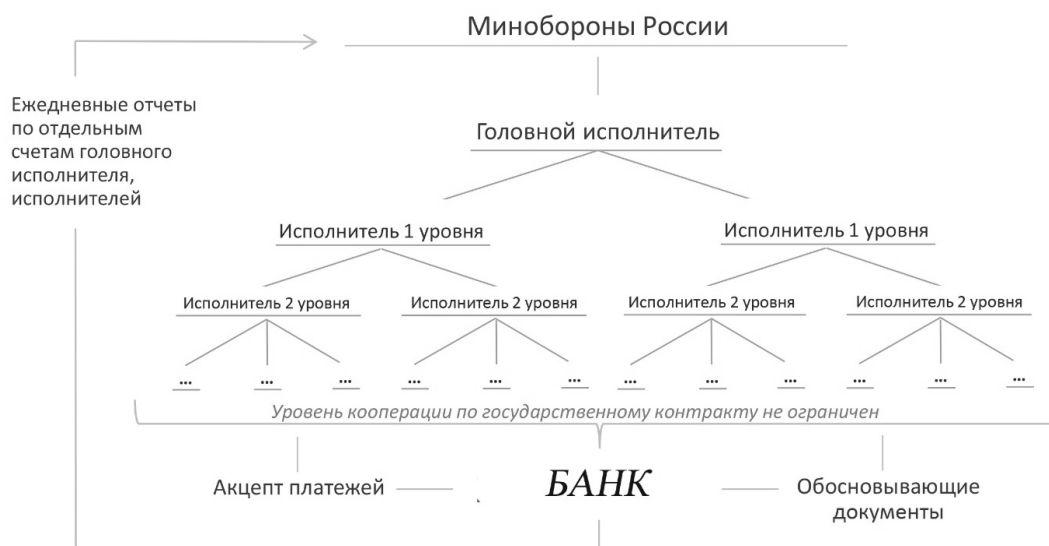 Минобороны России
Ежедневные отчеты
по отдельным
счетам головного
исполнителя,
исполнителей
Головной исполнитель
Исполнитель 1 уровня
Исполнитель 1 уровня
Исполнитель 2 уровня
Исполнитель 2 уровня
Исполнитель 2 уровня
Исполнитель 2 уровня
... ... ... ... ... ... ... ... ... ... ... ...
Уровень кооперации по государственному контракту не ограничен
Акцепт платежей
БАНК
Обосновывающие
документы